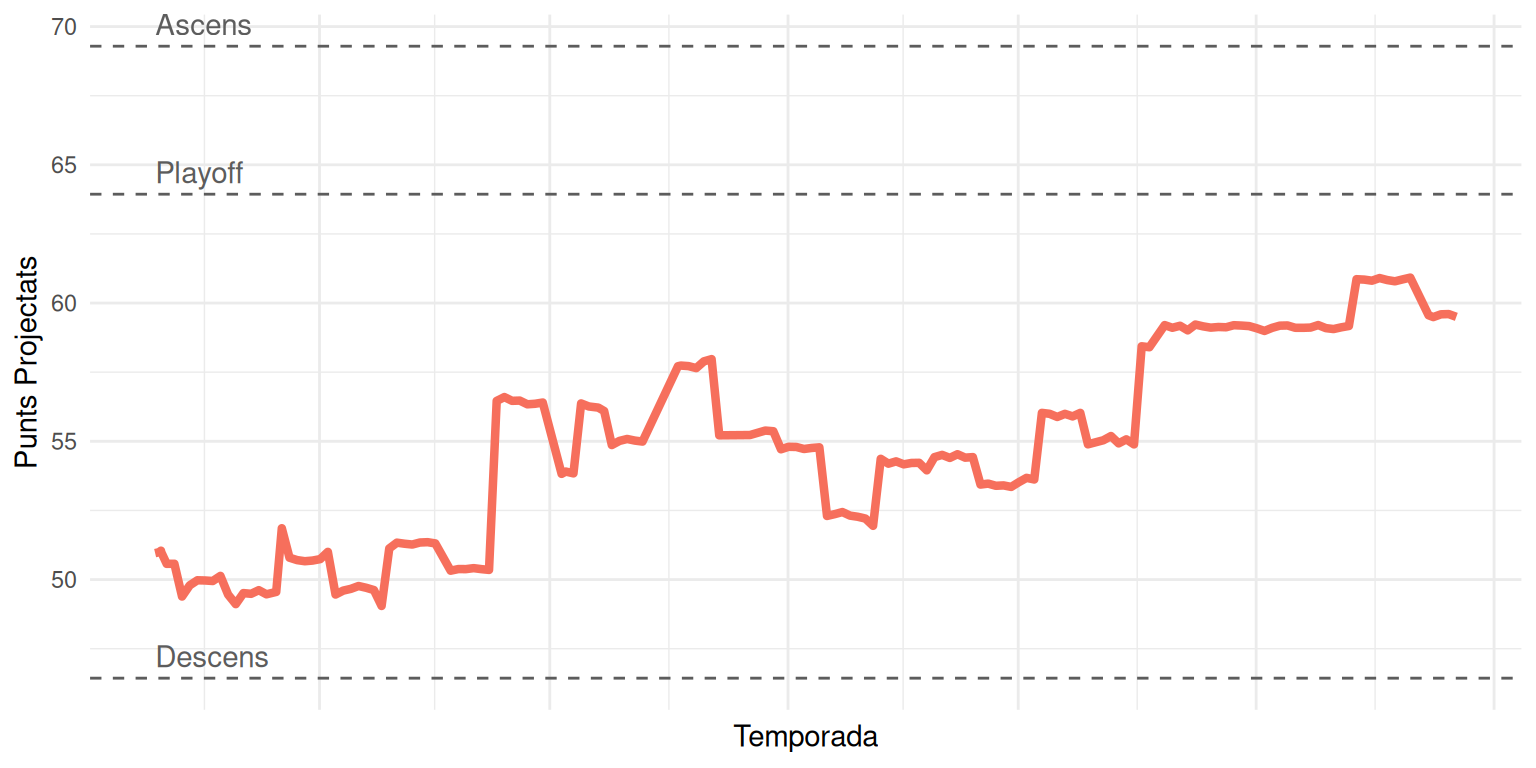 70
Ascens
65
Playoff
60
55
50
Descens
Punts Projectats
Temporada